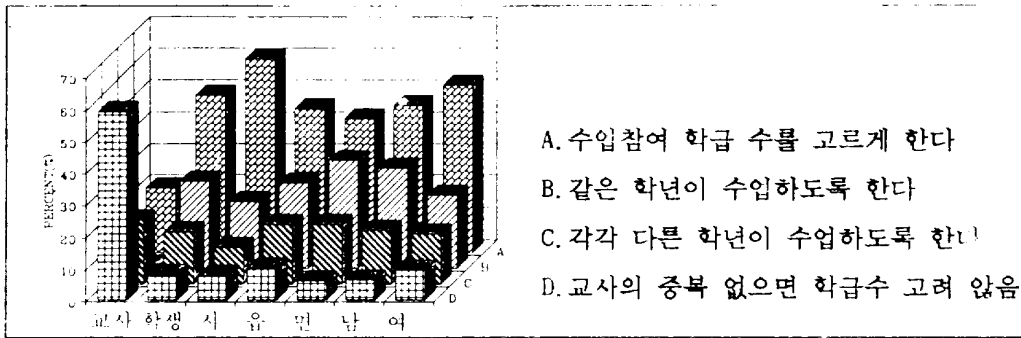 70
60
50
40
30
20
10
0
PERCENT(%)
교사 학생 시 읍 면 남 여
A
B
C
D
A.수입참여 학급 수를 고르게 한다
B.같은 학년이 수입하도록 한다
C.각각 다른 학년이 수업하도록 한다
D.교사의 중복 없으면 학급수 고려 않음